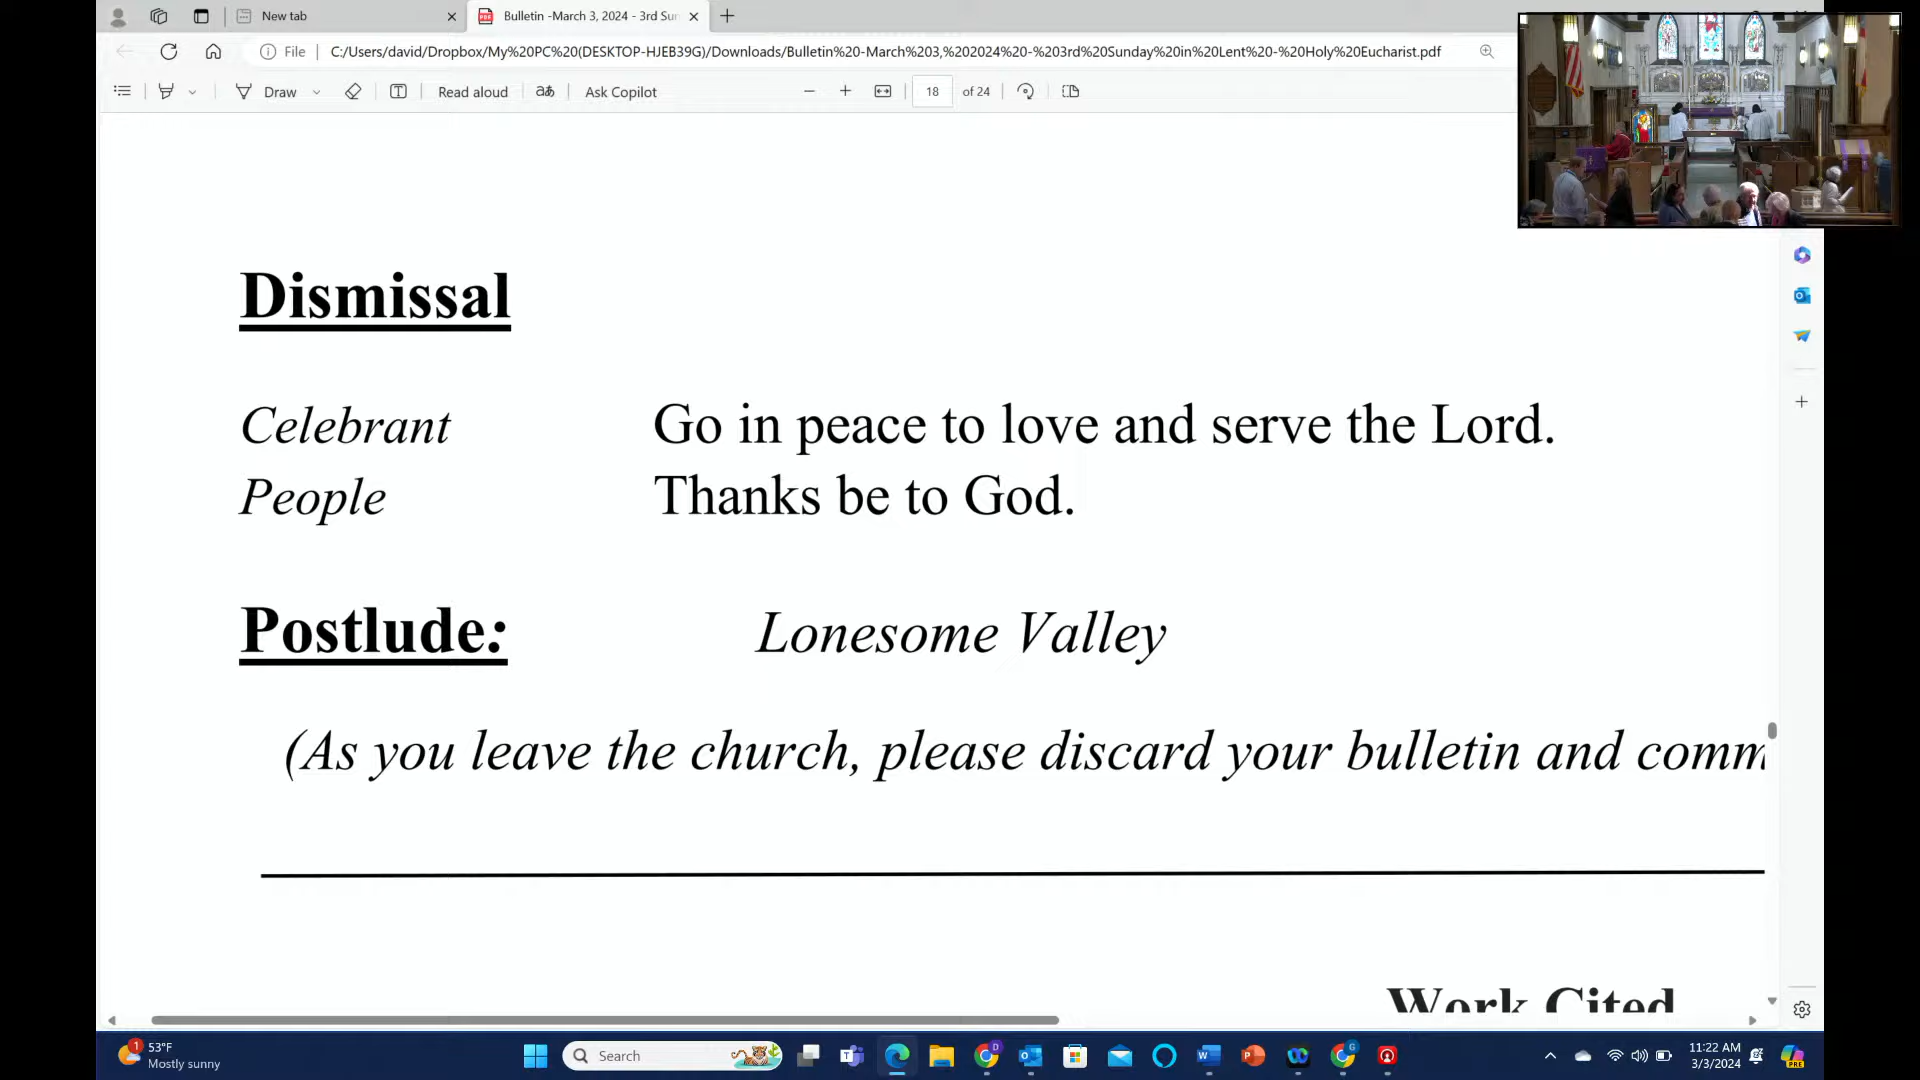 New tab
Bulletin -March 3, 2024 - 3rd Sun
File
C:/Users/david/Dropbox/My%20PC%20(DESKTOP-HJEB39G)/Downloads/Bulletin%20-March%203,%202024%20-%203rd%20Sunday%20in%20Lent%20-%20Holy%20Eucharist.pdf
Draw
Read aloud
Ask Copilot
18 of 24
Dismissal
Celebrant Go in peace to love and serve the Lord.
People Thanks be to God.
Postlude: Lonesome Valley
(As you leave the church, please discard your bulletin and comm
Work Cited
53°F
Mostly sunny
Search
11:22 AM
3/3/2024